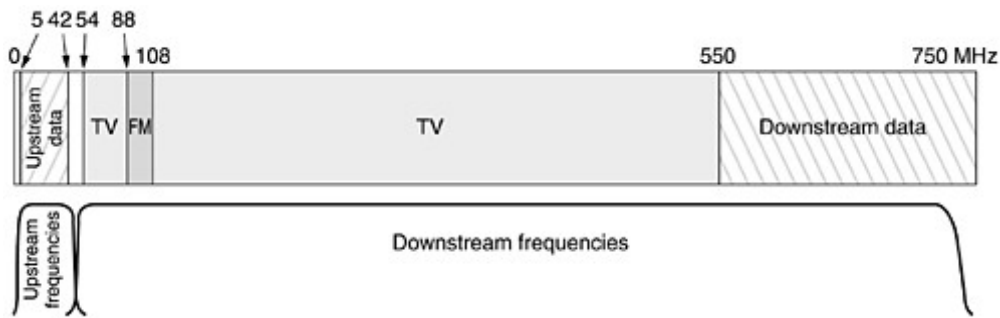 5 42 54 88
0 108 550 750 MHz
Upstream
data
TV FM TV Downstream data
Upstream
frequencies
Downstream frequencies